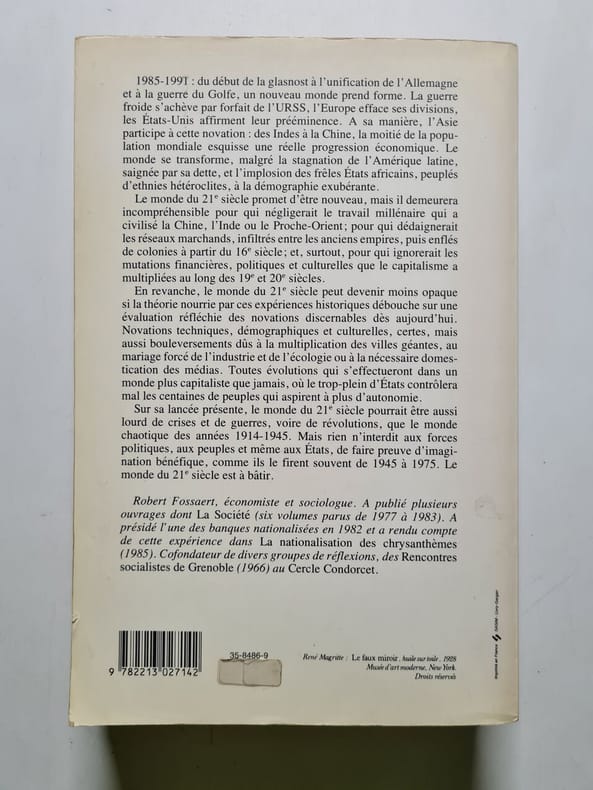 1985-1991 : du début de la glasnost à l'unification de l'Allemagne
et à la guerre du Golfe, un nouveau monde prend forme. La guerre
froide s'achève par forfait de l'URSS, l'Europe efface ses divisions,
les États-Unis affirment leur prééminence. A sa manière, l'Asie
participe à cette novation : des Indes à la Chine, la moitié de la popu-
lation mondiale esquisse une réelle progression économique. Le
monde se transforme, malgré la stagnation de l'Amérique latine,
saignée par sa dette, et l'implosion des frêles États africains, peuplés
d'ethnies hétéroclites, à la démographie exubérante.
Le monde du 21e siècle promet d'être nouveau, mais il demeurera
incompréhensible pour qui négligerait le travail millénaire qui a
civilisé la Chine, l'Inde ou le Proche-Orient ; pour qui dédaignerait
les réseaux marchands, infiltrés entre les anciens empires, puis enflés
de colonies à partir du 16e siècle ; et, surtout, pour qui ignorerait les
mutations financières, politiques et culturelles que le capitalisme a
multipliées au long des 19e et 20e siècles.
En revanche, le monde du 21e siècle peut devenir moins opaque
si la théorie nourrie par ces expériences historiques débouche sur une
évaluation réfléchie des novations discernables dès aujourd'hui.
Novations techniques, démographiques et culturelles, certes, mais
aussi bouleversements dûs à la multiplication des villes géantes, au
mariage forcé de l'industrie et de l'écologie ou à la nécessaire domes-
tication des médias. Toutes évolutions qui s'effectueront dans un
monde plus capitaliste que jamais, où le trop-plein d'États contrôlera
mal les centaines de peuples qui aspirent à plus d'autonomie.
Sur sa lancée présente, le monde du 21e siècle pourrait être aussi
lourd de crises et de guerres, voire de révolutions, que le monde
chaotique des années 1914-1945. Mais rien n'interdit aux forces
politiques, aux peuples et même aux États, de faire preuve d'imagi-
nation bénéfique, comme ils le firent souvent de 1945 à 1975. Le
monde du 21e siècle est à bâtir.
Robert Fossaert, économiste et sociologue. A publié plusieurs
ouvrages dont La Société (six volumes parus de 1977 à 1983). A
présidé l'une des banques nationalisées en 1982 et a rendu compte
de cette expérience dans La nationalisation des chrysanthèmes
(1985). Cofondateur de divers groupes de réflexions, des Rencontres
socialistes de Grenoble (1966) au Cercle Condorcet.
9 782213 027142
35-8486-9
René Magritte : Le faux miroir, huile sur toile, 1928
Musée d'art moderne, New York.
Droits réservés
Imprimé en France SAGIM - Livry-Gargan